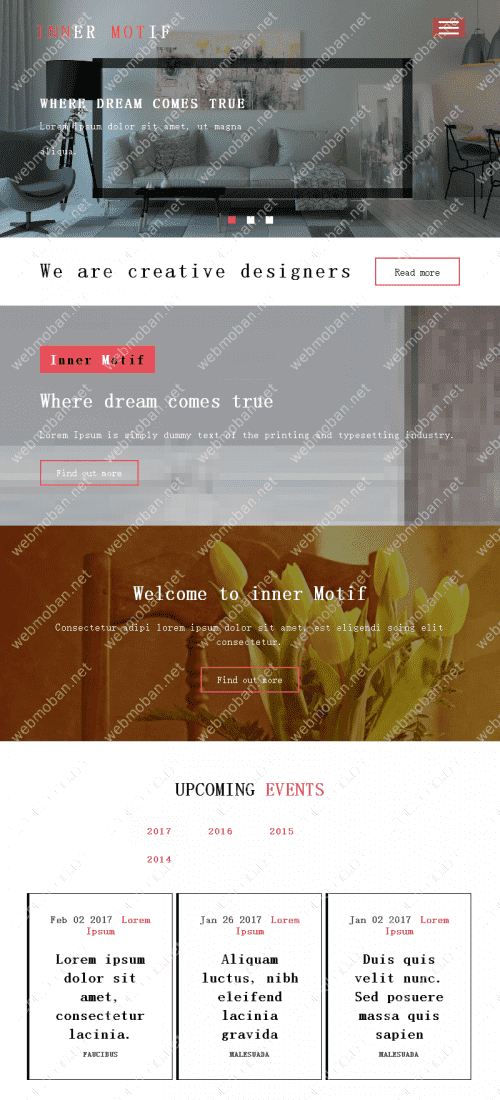 INNER MOTIF
WHERE DREAM COMES TRUE
Lorem ipsum dolor sit amet, ut magna
aliqua.
We are creative designers
Read more
Inner Motif
Where dream comes true
Lorem Ipsum is simply dummy text of the printing and typesetting industry.
Find out more
Welcome to inner Motif
Consectetur adipi lorem ipsum dolor sit amet, est eligendi scing elit
consectetur.
Find out more
UPCOMING EVENTS
2017 2016 2015
2014
Feb 02 2017 Lorem
Ipsum
Lorem ipsum
dolor sit
amet,
consectetur
lacinia.
FAUCIBUS
Jan 26 2017 Lorem
Ipsum
Aliquam
luctus, nibh
eleifend
lacinia
gravida
MALESUADA
Jan 02 2017 Lorem
Ipsum
Duis quis
velit nunc.
Sed posuere
massa quis
sapien
MALESUADA
webmoban.net